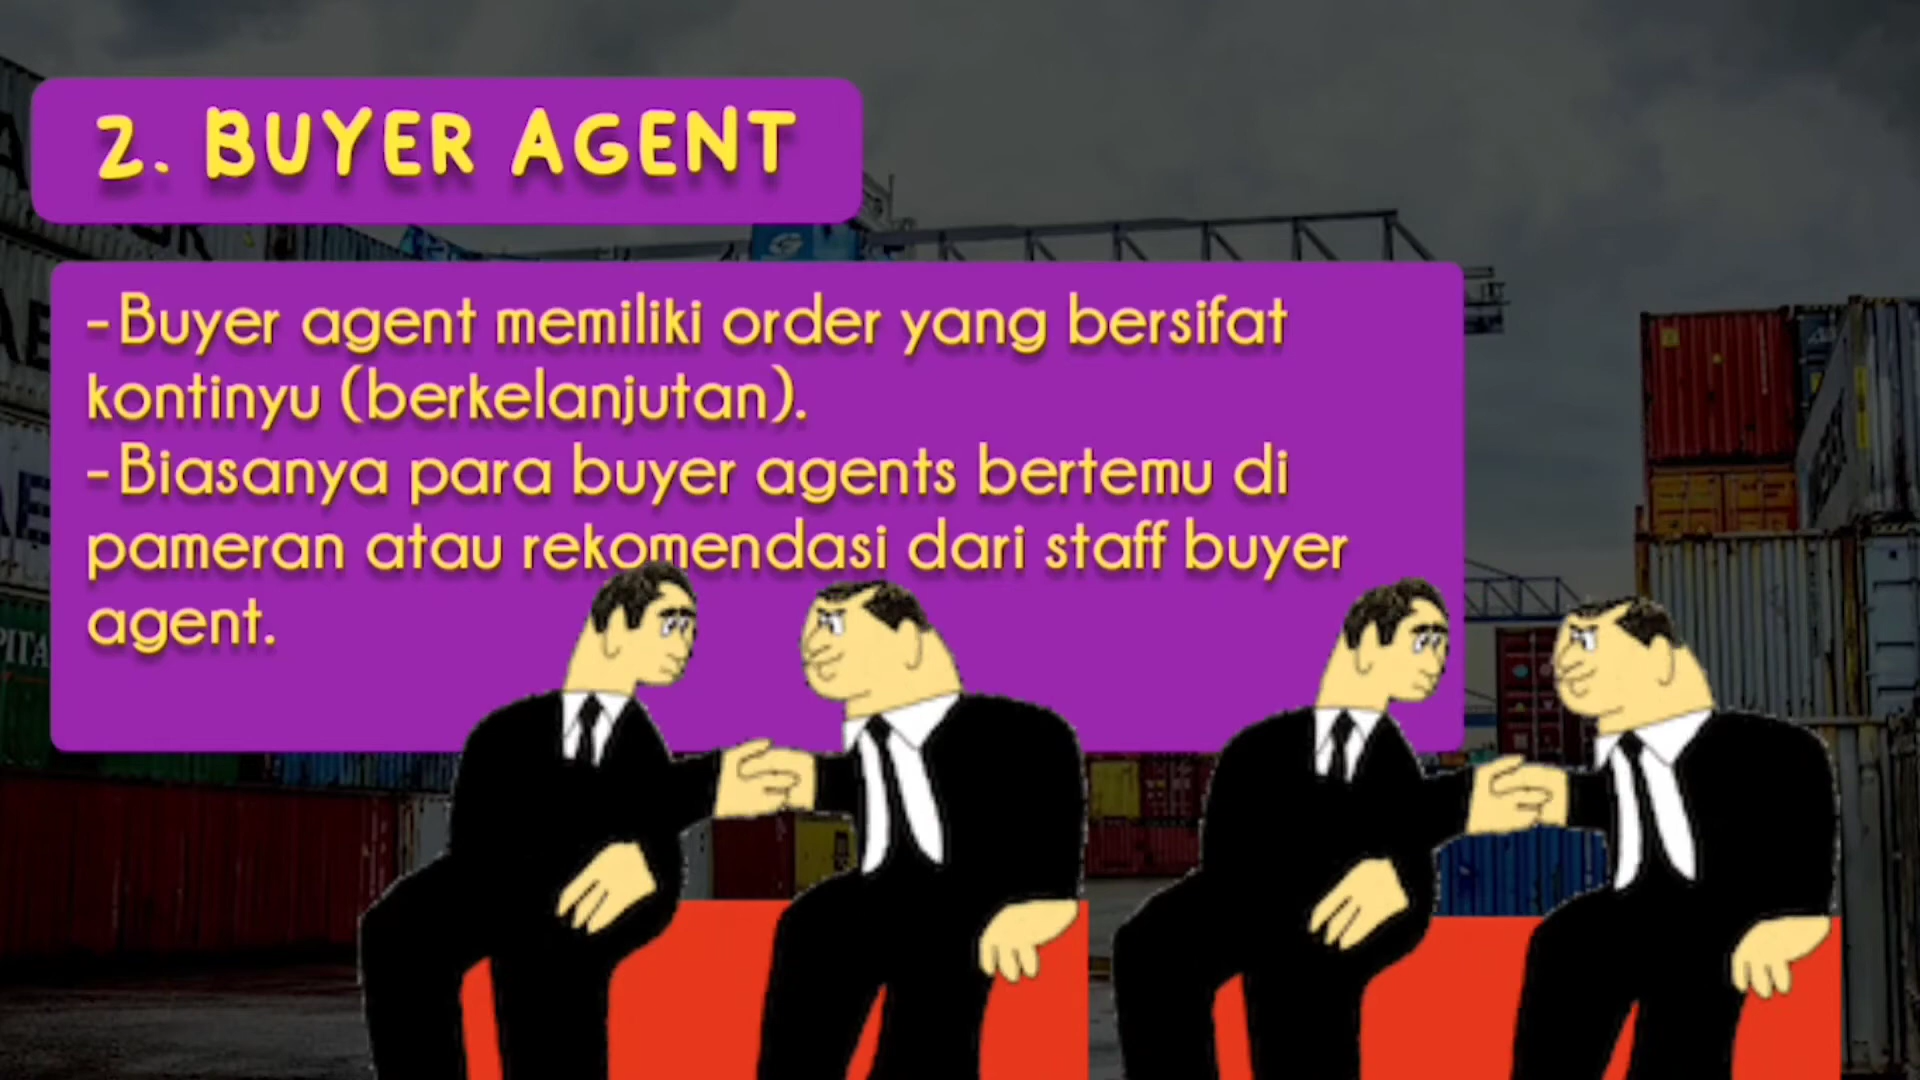 2. BUYER AGENT
-Buyer agent memiliki order yang bersifat
kontinyu (berkelanjutan).
-Biasanya para buyer agents bertemu di
pameran atau rekomendasi dari staff buyer
agent.